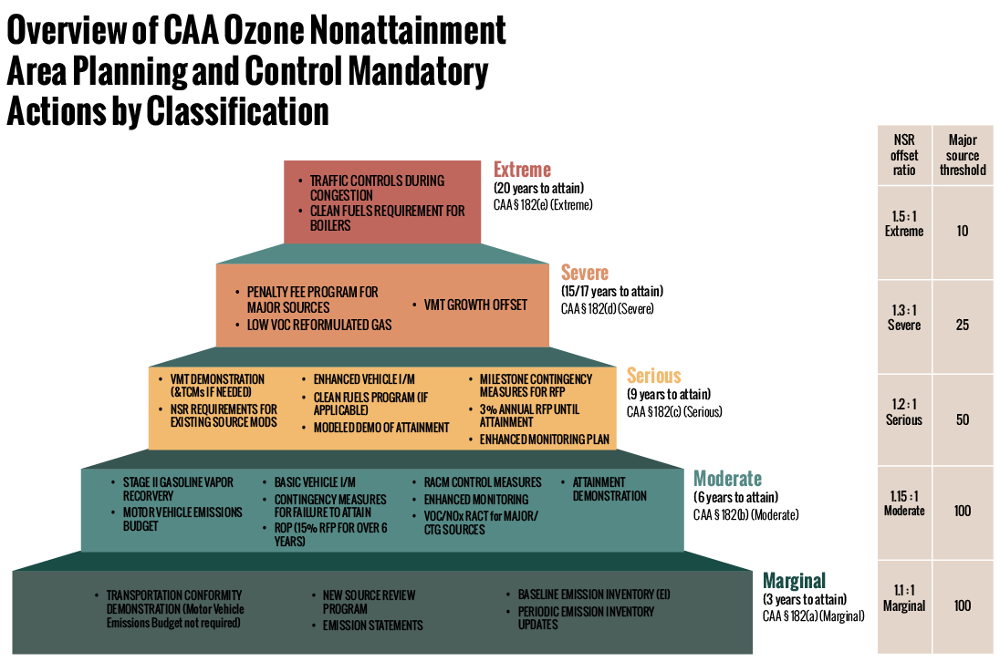 Overview of CAA Ozone Nonattainment
Area Planning and Control Mandatory
Actions by Classification
NSR
offset
ratio
Major
source
threshold
• TRAFFIC CONTROLS DURING
CONGESTION
• CLEAN FUELS REQUIREMENT FOR
BOILERS
Extreme
(20 years to attain)
CAA § 182(e) (Extreme)
1.5 : 1
Extreme
10
• PENALTY FEE PROGRAM FOR
MAJOR SOURCES
• LOW VOC REFORMULATED GAS
• VMT GROWTH OFFSET
Severe
(15/17 years to attain)
CAA § 182(d) (Severe)
1.3 : 1
Severe
25
• VMT DEMONSTRATION
(&TCMs IF NEEDED)
• NSR REQUIREMENTS FOR
EXISTING SOURCE MODS
• ENHANCED VEHICLE I/M
• CLEAN FUELS PROGRAM (IF
APPLICABLE)
• MODELED DEMO OF ATTAINMENT
• MILESTONE CONTINGENCY
MEASURES FOR RFP
• 3% ANNUAL RFP UNTIL
ATTAINMENT
• ENHANCED MONITORING PLAN
Serious
(9 years to attain)
CAA §182(c) (Serious)
1.2 : 1
Serious
50
• STAGE II GASOLINE VAPOR
RECOVERY
• MOTOR VEHICLE EMISSIONS
BUDGET
• BASIC VEHICLE I/M
• CONTINGENCY MEASURES
FOR FAILURE TO ATTAIN
• ROP (15% RFP FOR OVER 6
YEARS)
• RACM CONTROL MEASURES
• ENHANCED MONITORING
• VOC/NOx RACT for MAJOR/
CTG SOURCES
• ATTAINMENT
DEMONSTRATION
Moderate
(6 years to attain)
CAA § 182(b) (Moderate)
1.15 : 1
Moderate
100
• TRANSPORTATION CONFORMITY
DEMONSTRATION (Motor Vehicle
Emissions Budget not required)
• NEW SOURCE REVIEW
PROGRAM
• EMISSION STATEMENTS
• BASELINE EMISSION INVENTORY (EI)
• PERIODIC EMISSION INVENTORY
UPDATES
Marginal
(3 years to attain)
CAA § 182(a) (Marginal)
1.1 : 1
Marginal
100